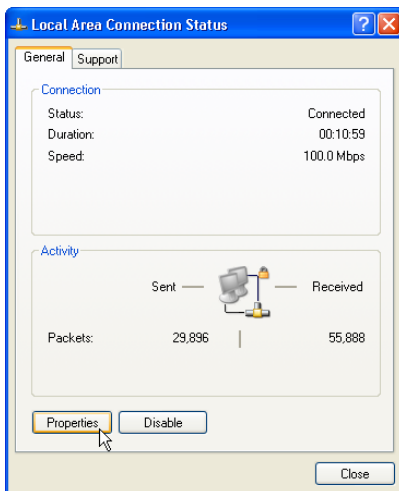 Local Area Connection Status
General Support
Connection
Status: Connected
Duration: 00:10:59
Speed: 100.0 Mbps
Activity
Sent — — Received
Packets: 29,896 | 55,888
Properties Disable
Close